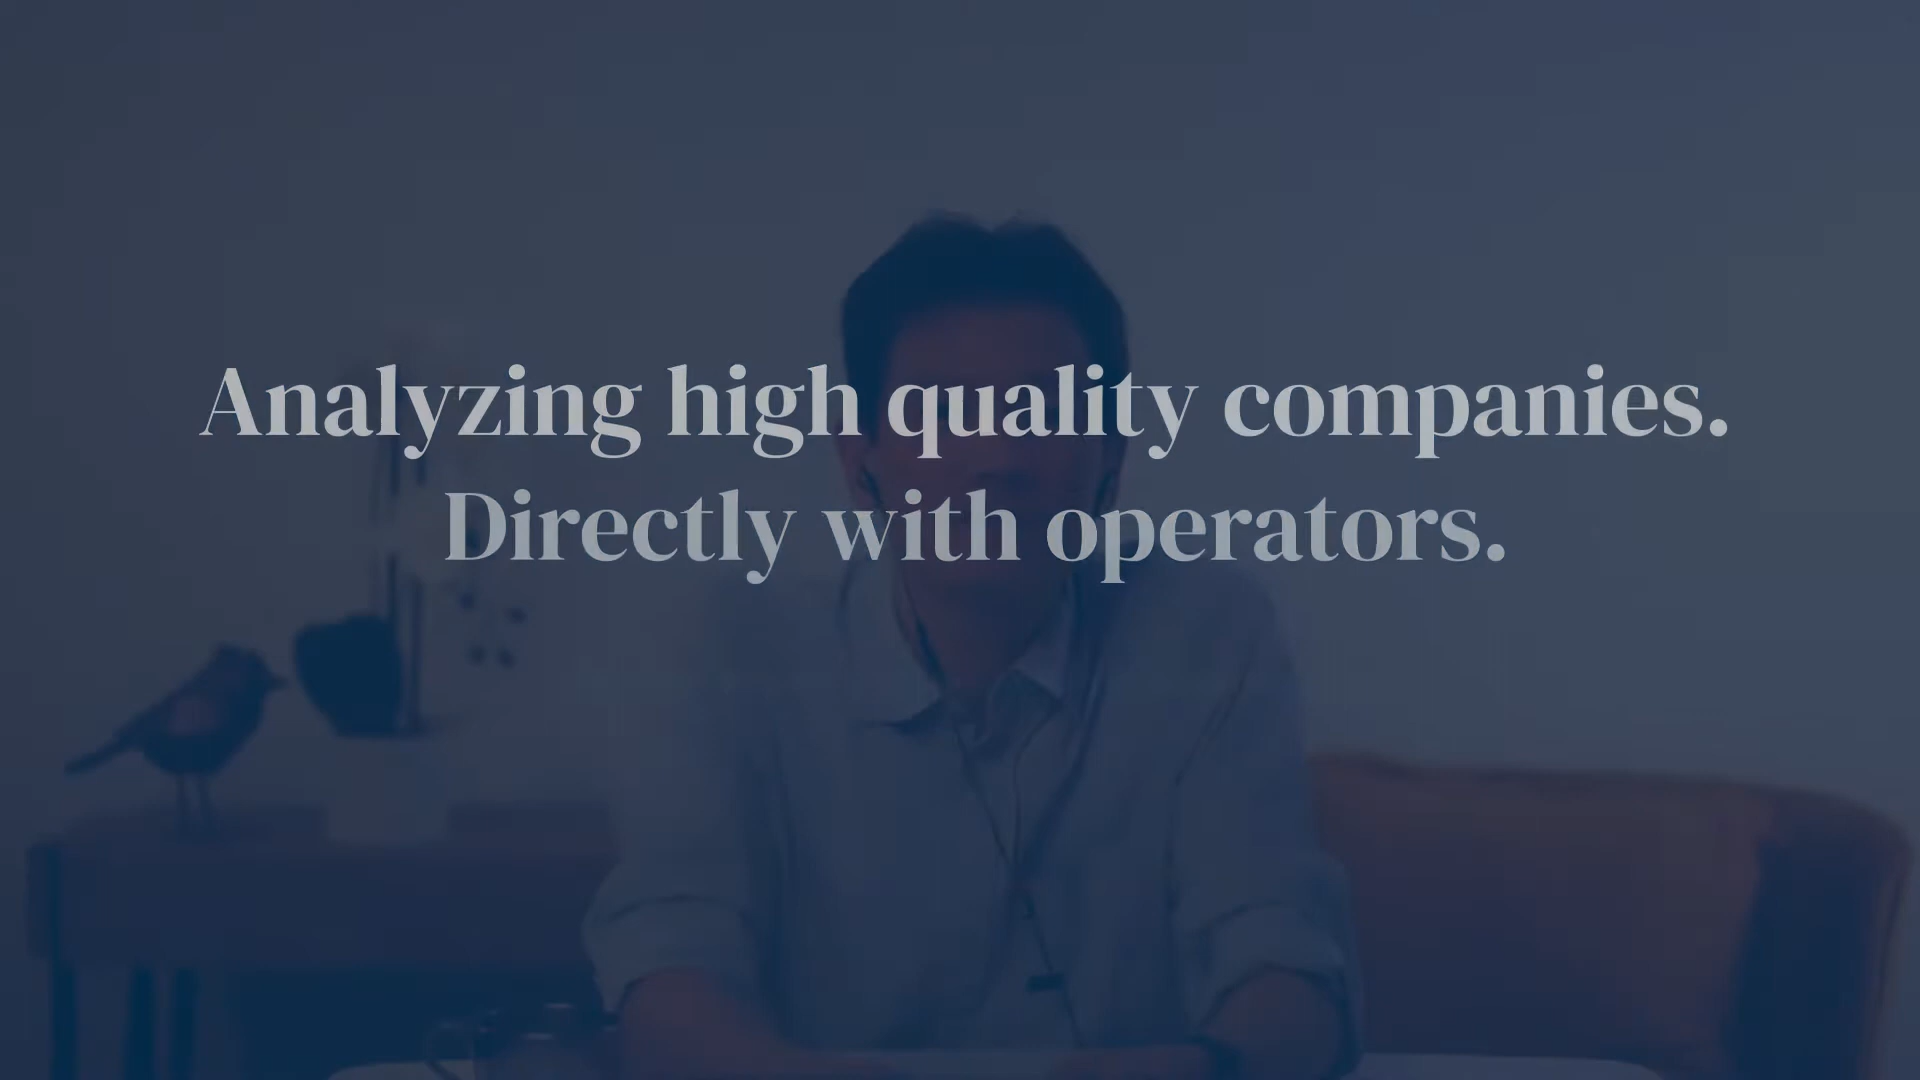 Analyzing high quality companies.
Directly with operators.